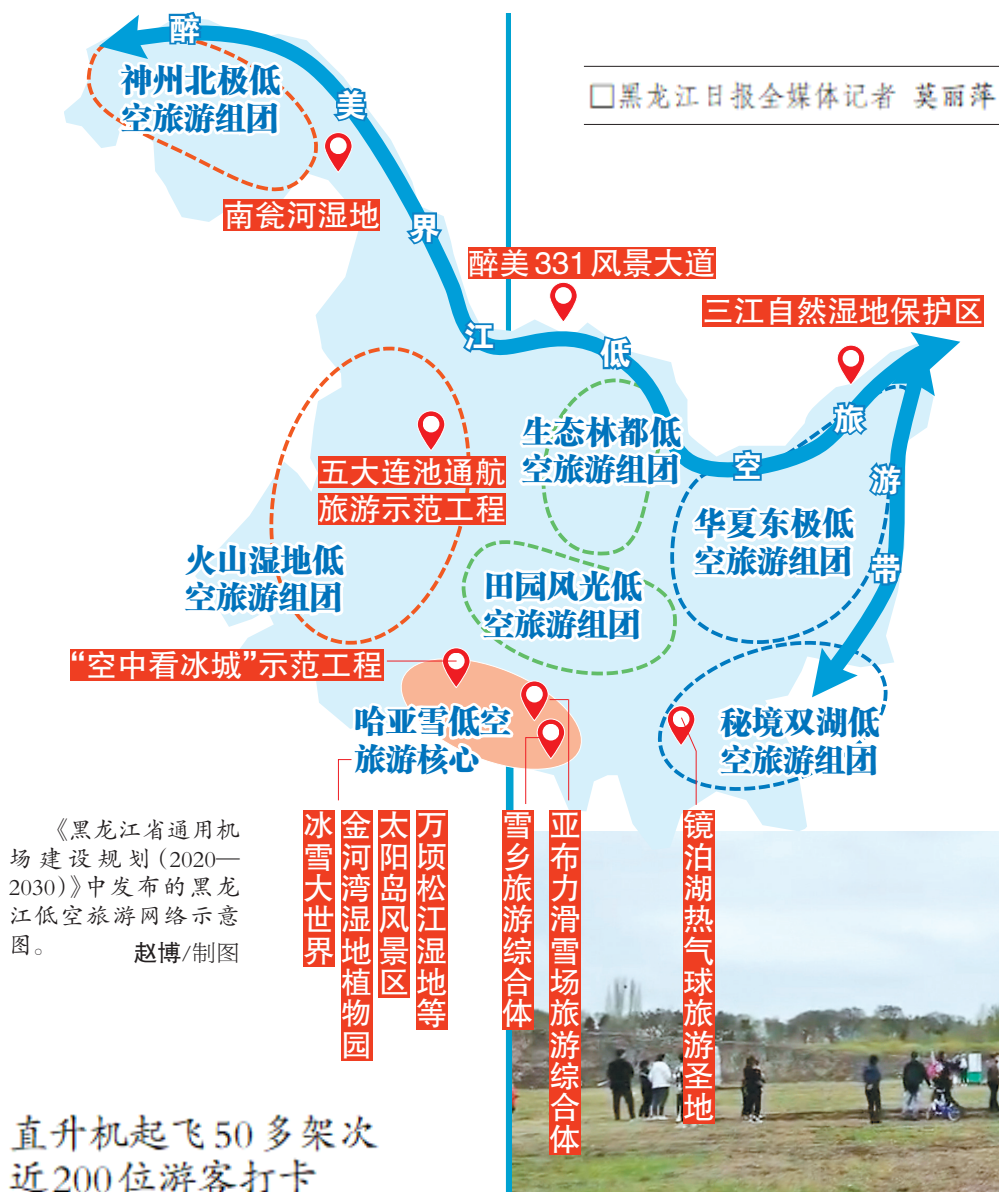 醉美界江低空旅游带
神州北极低
空旅游组团
□黑龙江日报全媒体记者 莫丽萍
南瓮河湿地
醉美331风景大道
三江自然湿地保护区
生态林都低
空旅游组团
五大连池通航
旅游示范工程
华夏东极低
空旅游组团
火山湿地低
空旅游组团
田园风光低
空旅游组团
“空中看冰城”示范工程
哈亚雪低空
旅游核心
秘境双湖低
空旅游组团
冰雪大世界
金河湾湿地植物园
太阳岛风景区
万顷松江湿地等
雪乡旅游综合体
亚布力滑雪场旅游综合体
镜泊湖热气球旅游圣地
《黑龙江省通用机
场建设规划(2020—
2030)》中发布的黑龙
江低空旅游网络示意
图。 赵博/制图
直升机起飞50多架次
近200位游客打卡